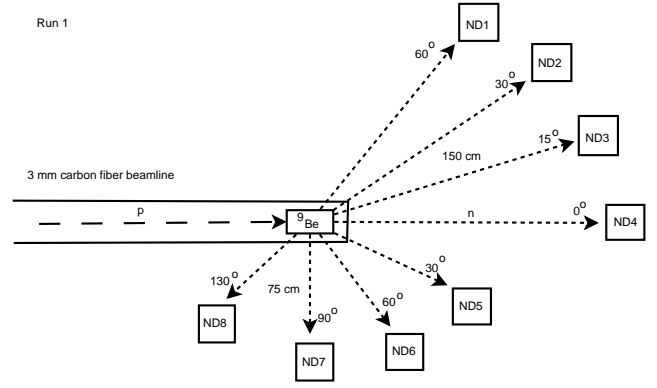 Run 1
ND1
60°
ND2
30°
ND3
15°
150 cm
3 mm carbon fiber beamline
p
⁹Be
n
0°
ND4
130°
75 cm
30°
ND5
60°
ND8
90°
ND6
ND7